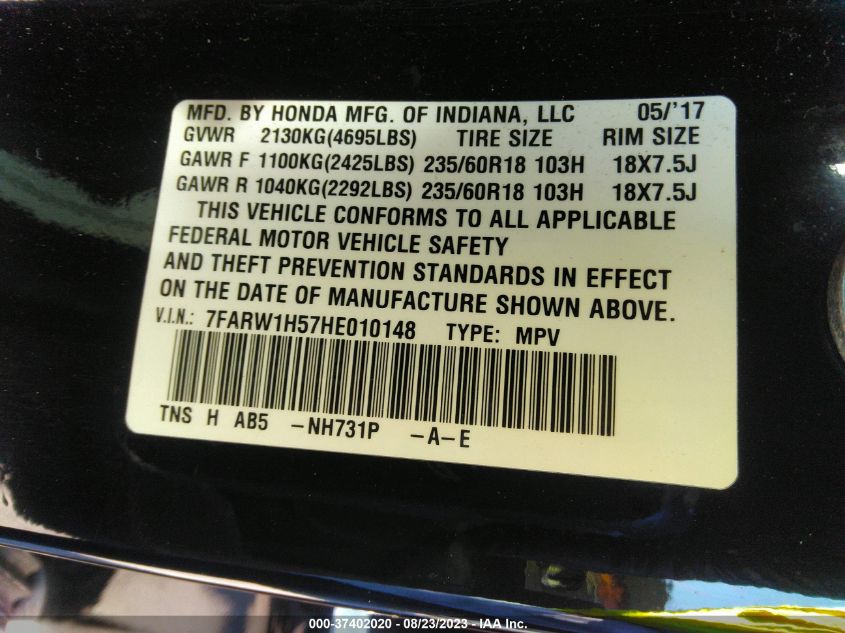 MFD. BY HONDA MFG. OF INDIANA, LLC 05/'17
GVWR 2130KG(4695LBS) TIRE SIZE RIM SIZE
GAWR F 1100KG(2425LBS) 235/60R18 103H 18X7.5J
GAWR R 1040KG(2292LBS) 235/60R18 103H 18X7.5J
THIS VEHICLE CONFORMS TO ALL APPLICABLE
FEDERAL MOTOR VEHICLE SAFETY
AND THEFT PREVENTION STANDARDS IN EFFECT
ON THE DATE OF MANUFACTURE SHOWN ABOVE.
V.I.N.: 7FARW1H57HE010148 TYPE: MPV
TNS H AB5 -NH731P -A-E
000-37402020 - 08/23/2023 - IAA Inc.